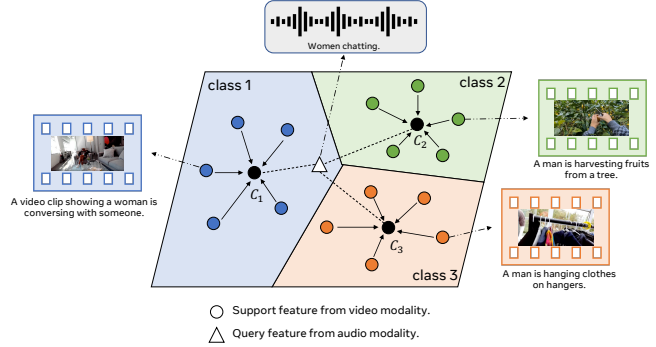 Women chatting.
class 1
class 2
C1
C2
A video clip showing a woman is
conversing with someone.
A man is harvesting fruits
from a tree.
C3
class 3
A man is hanging clothes
on hangers.
Support feature from video modality.
Query feature from audio modality.